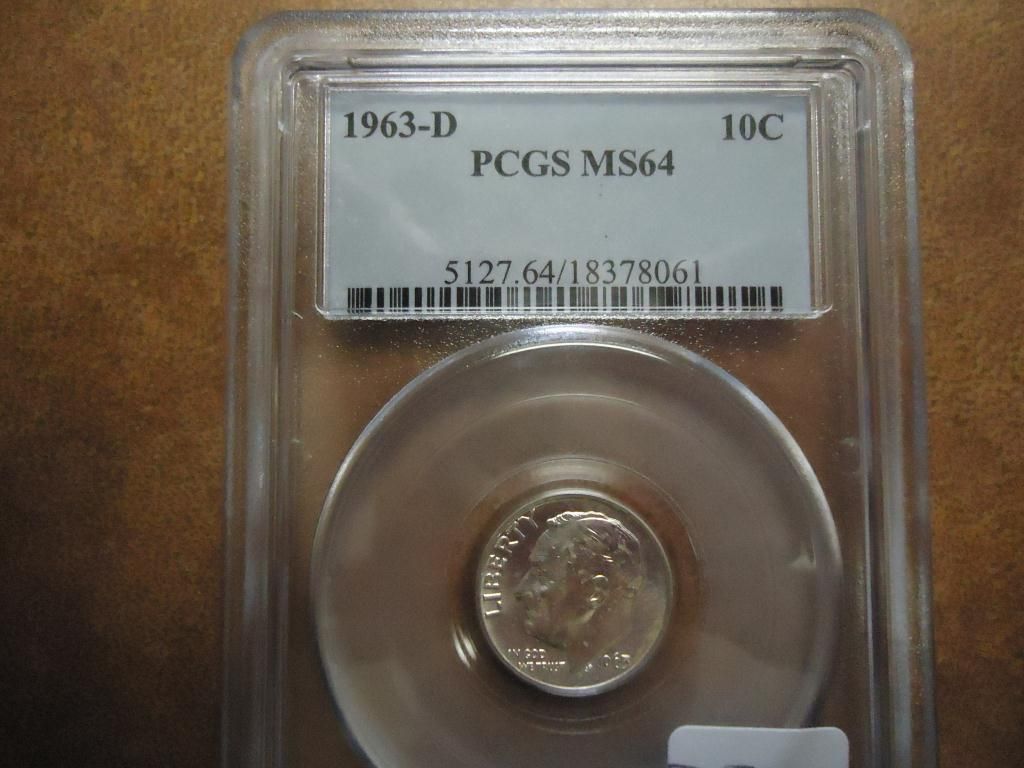 1963-D 10C
PCGS MS64
5127.64/18378061
LIBERTY
IN GOD
WE TRUST
1963